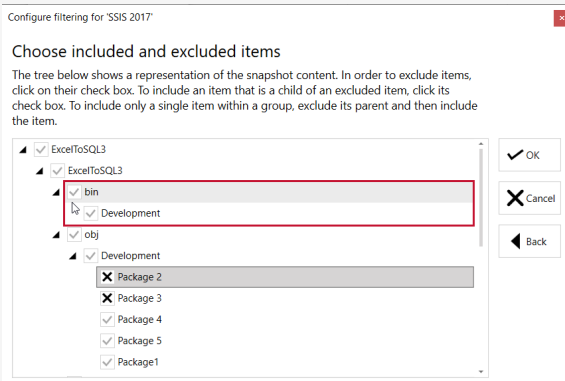 Configure filtering for 'SSIS 2017'
Choose included and excluded items
The tree below shows a representation of the snapshot content. In order to exclude items,
click on their check box. To include an item that is a child of an excluded item, click its
check box. To include only a single item within a group, exclude its parent and then include
the item.
ExcelToSQL3
ExcelToSQL3
bin
Development
obj
Development
Package 2
Package 3
Package 4
Package 5
Package1
OK
Cancel
Back